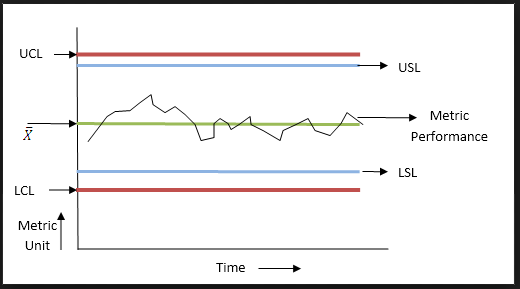 UCL
USL
X̄
Metric
Performance
LSL
LCL
Metric
Unit
Time